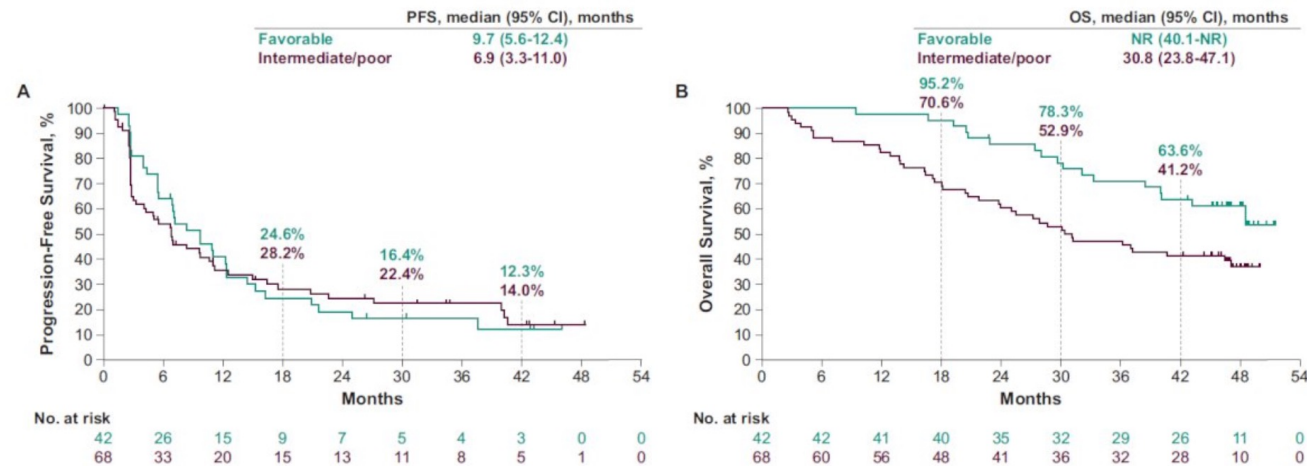 PFS, median (95% CI), months
Favorable 9.7 (5.6-12.4)
Intermediate/poor 6.9 (3.3-11.0)
A
Progression-Free Survival, %
100
90
80
70
60
50
40
30
20
10
0
24.6%
28.2%
16.4%
22.4%
12.3%
14.0%
0 6 12 18 24 30 36 42 48 54
Months
No. at risk
42 26 15 9 7 5 4 3 0 0
68 33 20 15 13 11 8 5 1 0
OS, median (95% CI), months
Favorable NR (40.1-NR)
Intermediate/poor 30.8 (23.8-47.1)
B
Overall Survival, %
100
90
80
70
60
50
40
30
20
10
0
95.2%
70.6%
78.3%
52.9%
63.6%
41.2%
0 6 12 18 24 30 36 42 48 54
Months
No. at risk
42 42 41 40 35 32 29 26 11 0
68 60 56 48 41 36 32 28 10 0